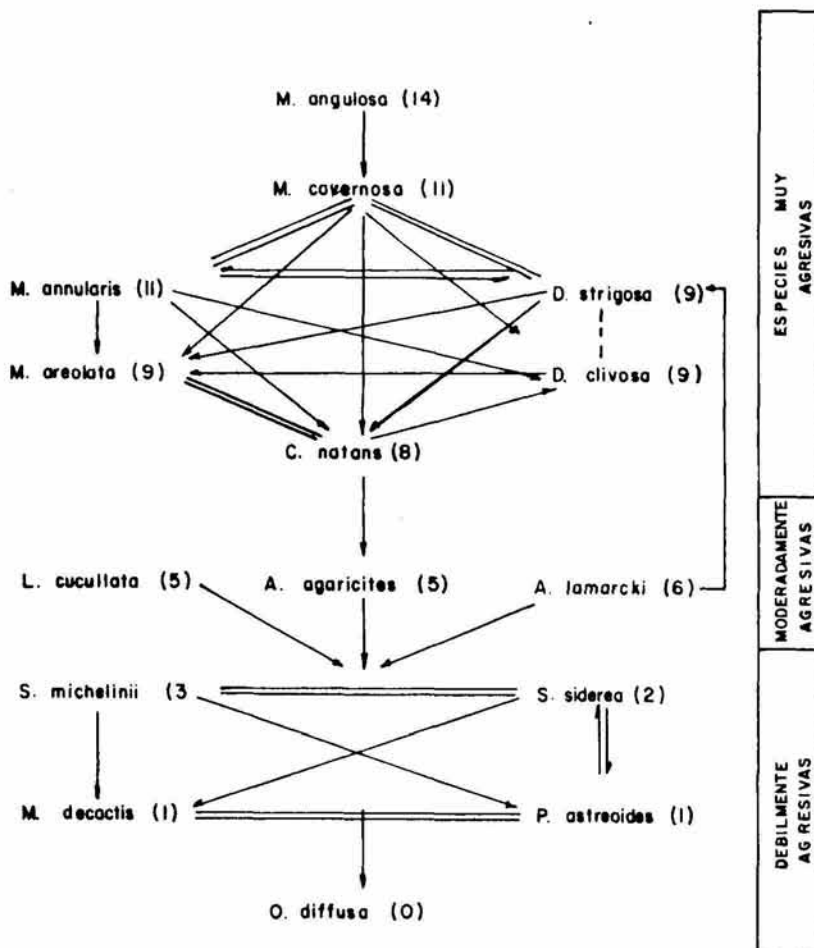 M. angulosa (14)
M. cavernosa (11)
M. annularis (11)
D. strigosa (9)
M. areolata (9)
D. clivosa (9)
C. natans (8)
L. cucullata (5)
A. agaricites (5)
A. lamarcki (6)
S. michelinii (3
S. siderea (2)
M. decactis (1)
P. astreoides (1)
O. diffusa (0)
ESPECIES MUY
AGRESIVAS
MODERADAMENTE
AGRESIVAS
DEBILMENTE
AGRESIVAS